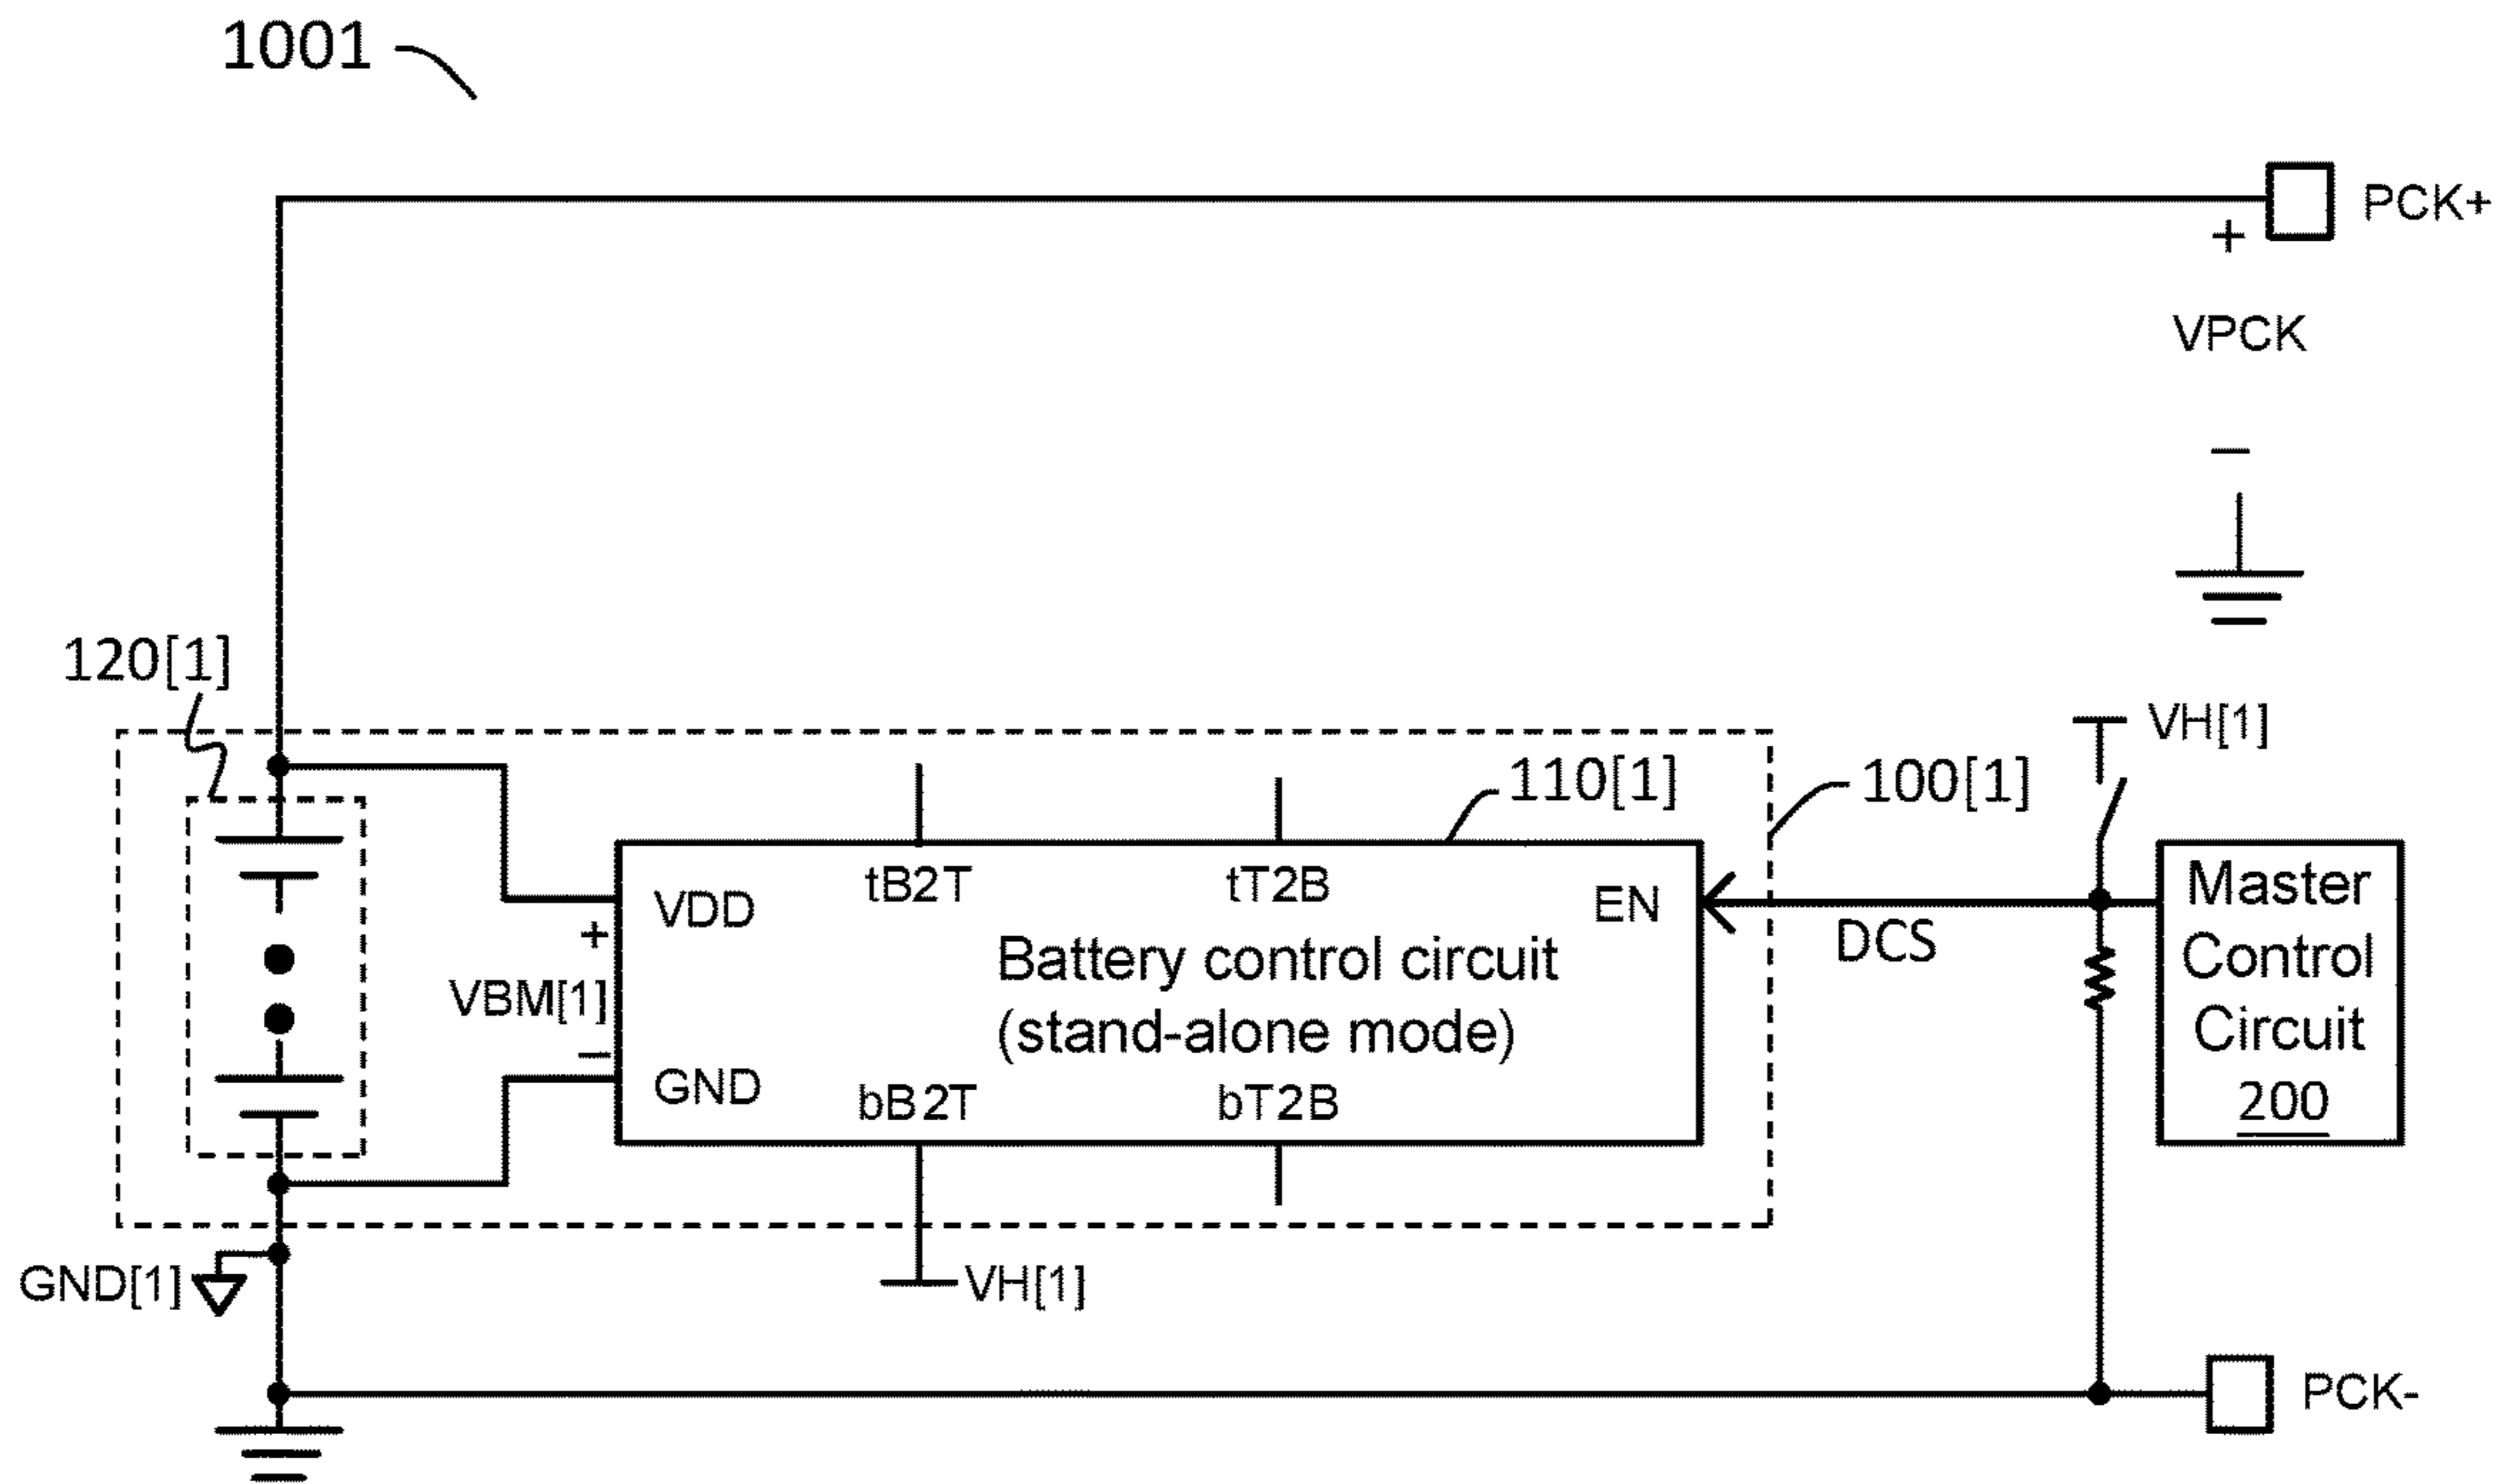 1001
PCK+
+
VPCK
−
120[1]
VH[1]
110[1]
100[1]
VDD
tB2T
tT2B
EN
Master
Control
Circuit
200
+
DCS
Battery control circuit
(stand-alone mode)
VBM[1]
−
GND
bB2T
bT2B
GND[1]
VH[1]
PCK-